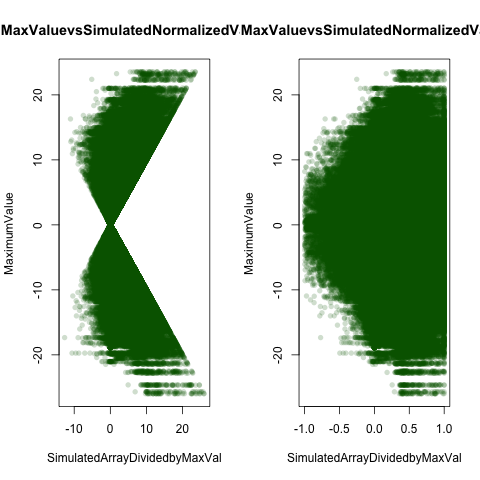 MaxValuevsSimulatedNormalizedV
MaxValuevsSimulatedNormalizedV
MaximumValue
20
10
0
-10
-20
-10 0 10 20
SimulatedArrayDividedbyMaxVal
MaximumValue
20
10
0
-10
-20
-1.0 -0.5 0.0 0.5 1.0
SimulatedArrayDividedbyMaxVal